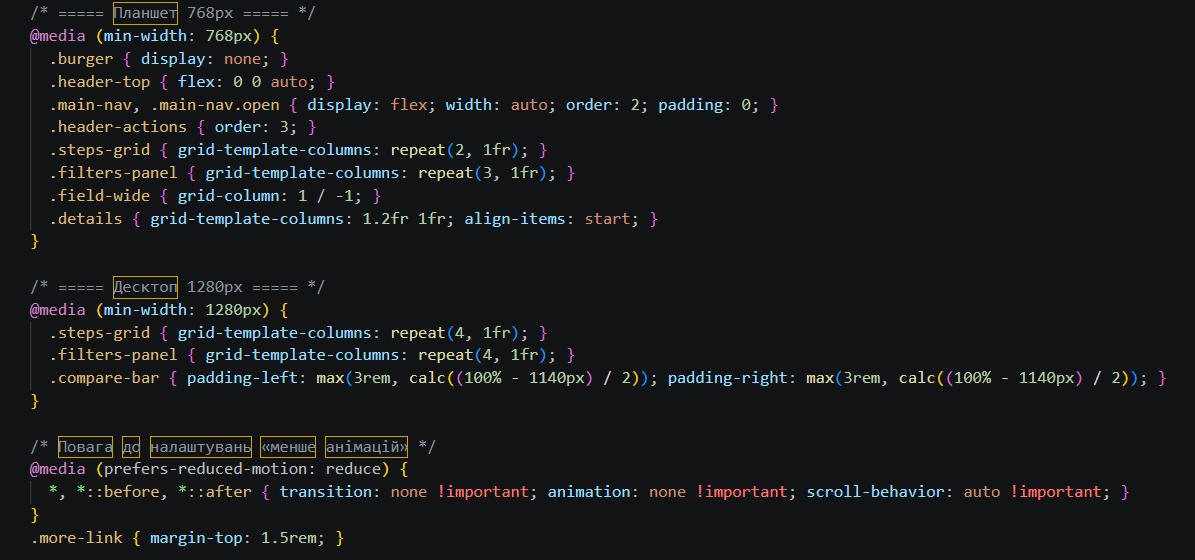 /* ===== Планшет 768px ===== */
@media (min-width: 768px) {
.burger { display: none; }
.header-top { flex: 0 0 auto; }
.main-nav, .main-nav.open { display: flex; width: auto; order: 2; padding: 0; }
.header-actions { order: 3; }
.steps-grid { grid-template-columns: repeat(2, 1fr); }
.filters-panel { grid-template-columns: repeat(3, 1fr); }
.field-wide { grid-column: 1 / -1; }
.details { grid-template-columns: 1.2fr 1fr; align-items: start; }
}
/* ===== Десктоп 1280px ===== */
@media (min-width: 1280px) {
.steps-grid { grid-template-columns: repeat(4, 1fr); }
.filters-panel { grid-template-columns: repeat(4, 1fr); }
.compare-bar { padding-left: max(3rem, calc((100% - 1140px) / 2)); padding-right: max(3rem, calc((100% - 1140px) / 2)); }
}
/* Повага до налаштувань «менше анімацій» */
@media (prefers-reduced-motion: reduce) {
*, *::before, *::after { transition: none !important; animation: none !important; scroll-behavior: auto !important; }
}
.more-link { margin-top: 1.5rem; }